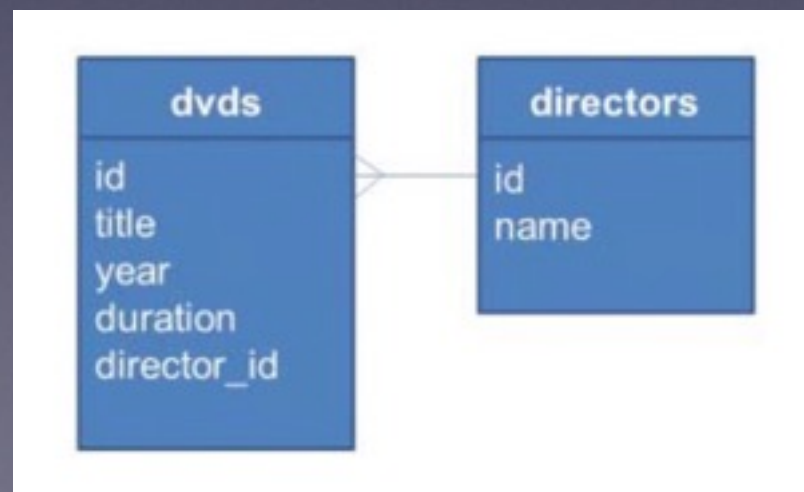 dvds
id
title
year
duration
director_id
directors
id
name